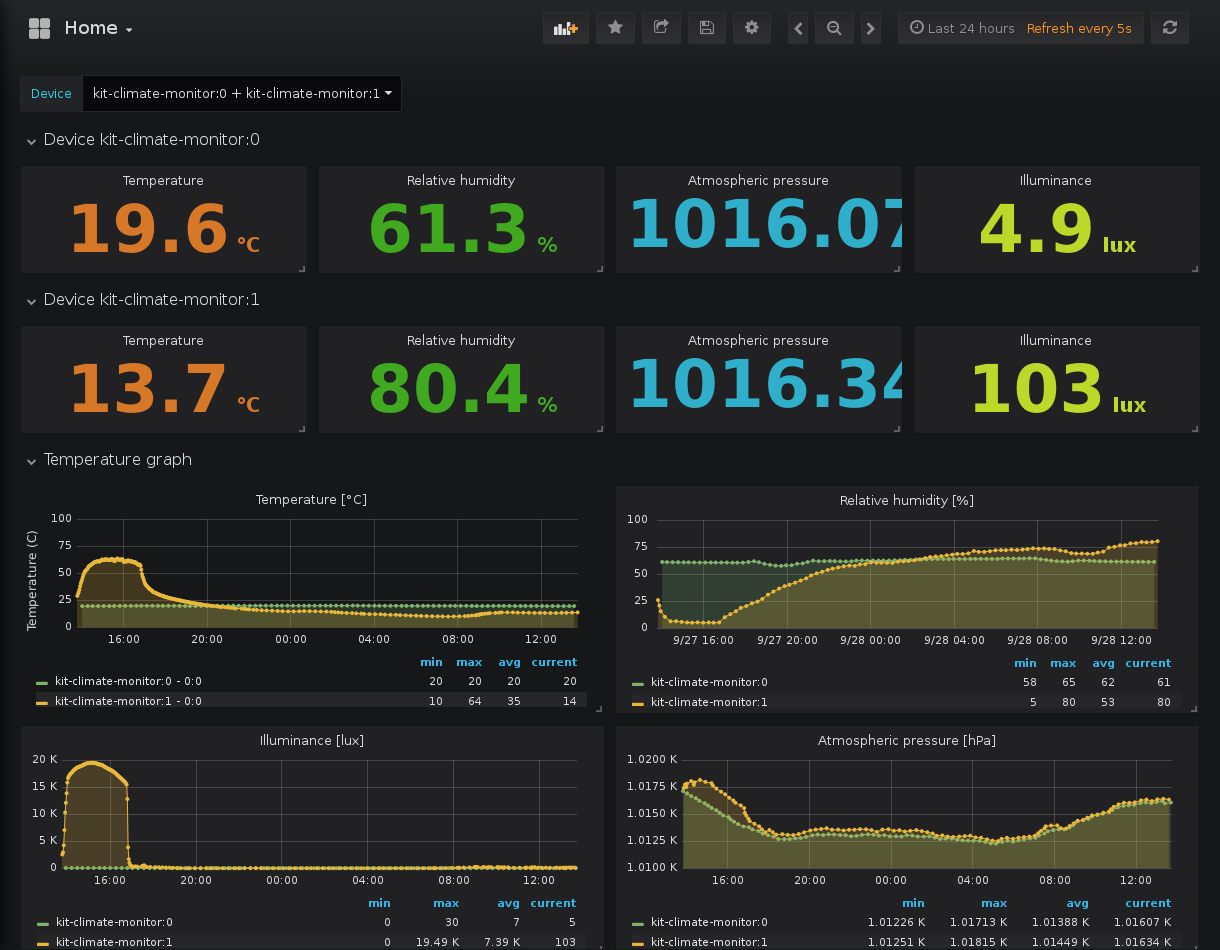 Home
Last 24 hours Refresh every 5s
Device kit-climate-monitor:0 + kit-climate-monitor:1
Device kit-climate-monitor:0
Temperature Relative humidity Atmospheric pressure Illuminance
19.6 °C 61.3 % 1016.07 4.9 lux
Device kit-climate-monitor:1
Temperature Relative humidity Atmospheric pressure Illuminance
13.7 °C 80.4 % 1016.34 103 lux
Temperature graph
Temperature [°C]
Temperature (C)
100
75
50
25
0
16:00 20:00 00:00 04:00 08:00 12:00
min max avg current
kit-climate-monitor:0 - 0:0 20 20 20 20
kit-climate-monitor:1 - 0:0 10 64 35 14
Relative humidity [%]
100
75
50
25
0
9/27 16:00 9/27 20:00 9/28 00:00 9/28 04:00 9/28 08:00 9/28 12:00
min max avg current
kit-climate-monitor:0 58 65 62 61
kit-climate-monitor:1 5 80 53 80
Illuminance [lux]
20 K
15 K
10 K
5 K
0
16:00 20:00 00:00 04:00 08:00 12:00
min max avg current
kit-climate-monitor:0 0 30 7 5
kit-climate-monitor:1 0 19.49 K 7.39 K 103
Atmospheric pressure [hPa]
1.0200 K
1.0175 K
1.0150 K
1.0125 K
1.0100 K
16:00 20:00 00:00 04:00 08:00 12:00
min max avg current
kit-climate-monitor:0 1.01226 K 1.01713 K 1.01388 K 1.01607 K
kit-climate-monitor:1 1.01251 K 1.01815 K 1.01449 K 1.01634 K